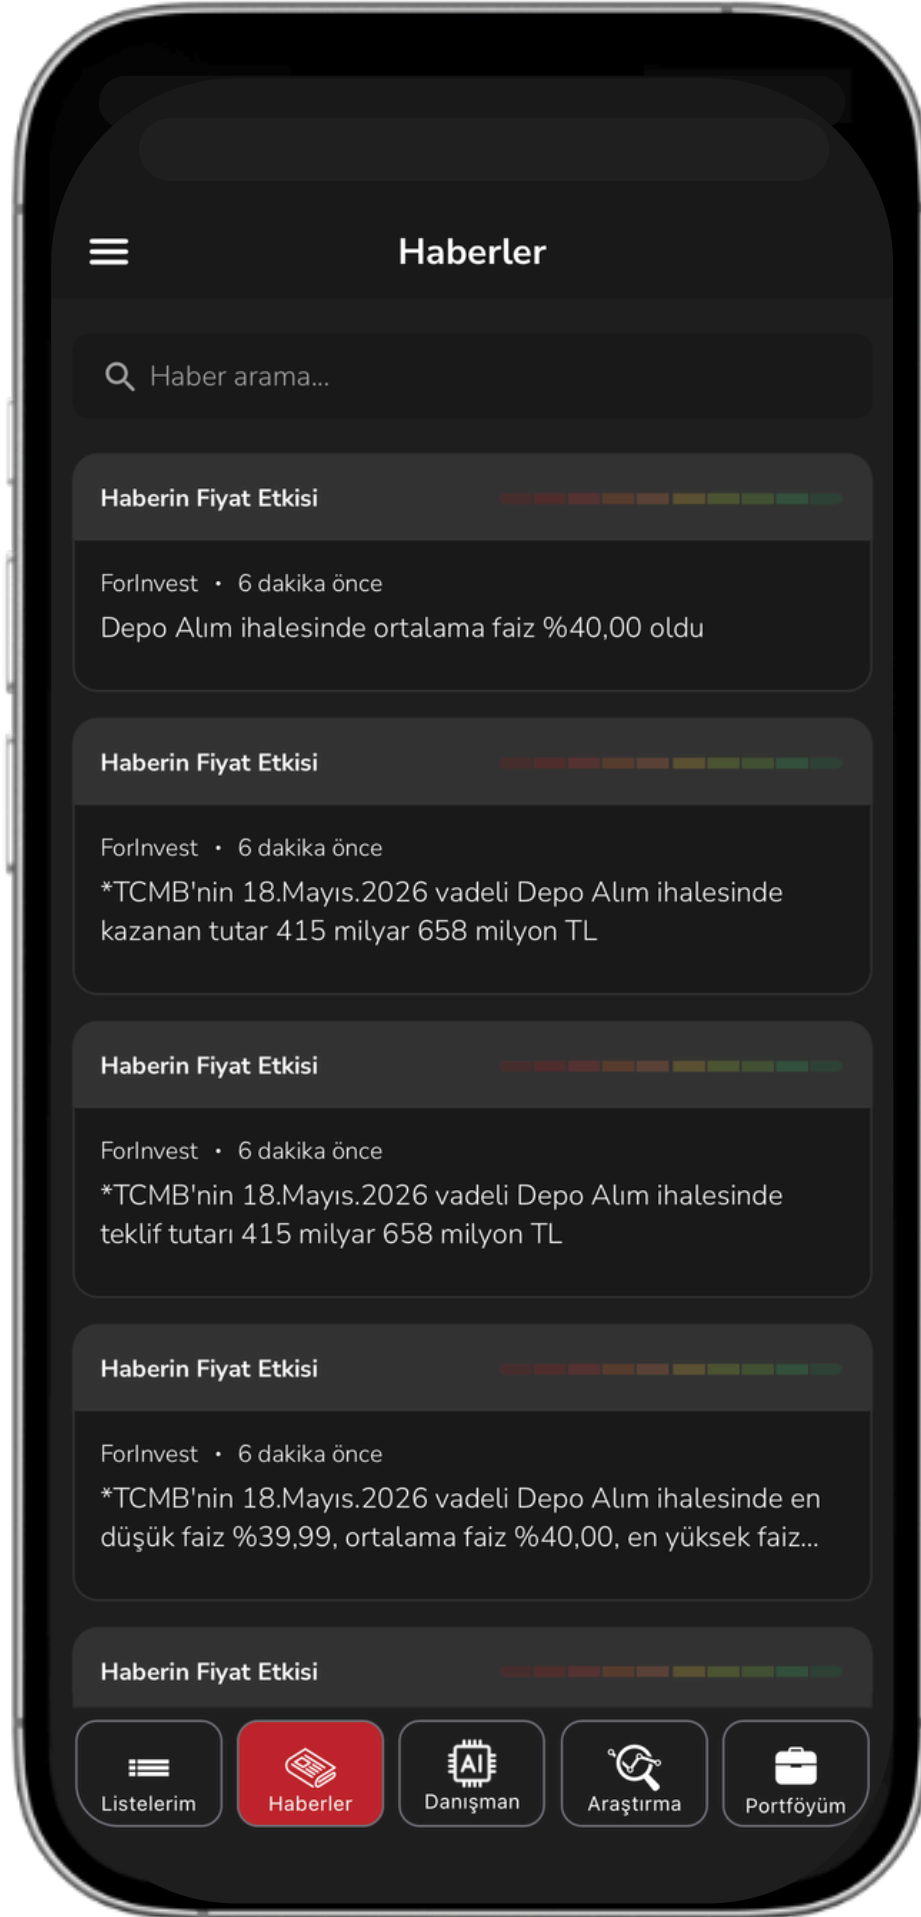 Haberler
Haber arama...
Haberin Fiyat Etkisi
ForInvest • 6 dakika önce
Depo Alım ihalesinde ortalama faiz %40,00 oldu
Haberin Fiyat Etkisi
ForInvest • 6 dakika önce
*TCMB'nin 18.Mayıs.2026 vadeli Depo Alım ihalesinde
kazanan tutar 415 milyar 658 milyon TL
Haberin Fiyat Etkisi
ForInvest • 6 dakika önce
*TCMB'nin 18.Mayıs.2026 vadeli Depo Alım ihalesinde
teklif tutarı 415 milyar 658 milyon TL
Haberin Fiyat Etkisi
ForInvest • 6 dakika önce
*TCMB'nin 18.Mayıs.2026 vadeli Depo Alım ihalesinde en
düşük faiz %39,99, ortalama faiz %40,00, en yüksek faiz...
Haberin Fiyat Etkisi
AI
Listelerim Haberler Danışman Araştırma Portföyüm